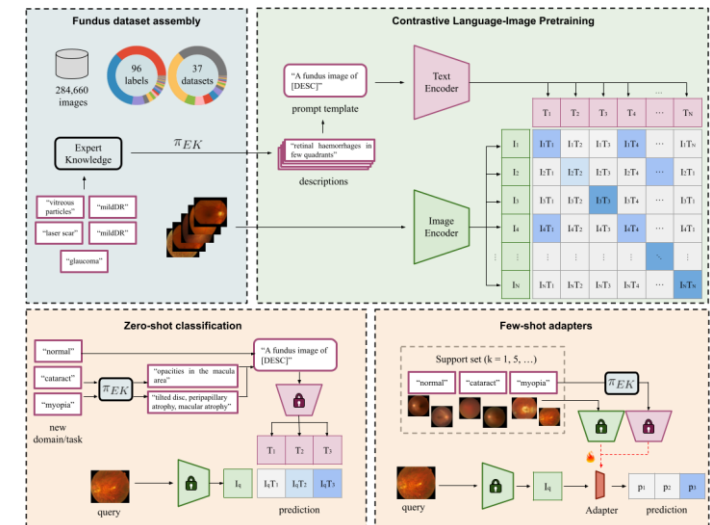 Fundus dataset assembly
284,660
images
96
labels
37
datasets
Expert
Knowledge
πEK
"vitreous
particles"
"mildDR"
"laser scar"
"mildDR"
"glaucoma"
Contrastive Language-Image Pretraining
"A fundus image of
[DESC]"
prompt template
"retinal haemorrhages in
few quadrants"
descriptions
Text
Encoder
Image
Encoder
...
T1 T2 T3 T4 ... TN
I1 I1T1 I1T2 I1T3 I1T4 ... I1TN
I2 I2T1 I2T2 I2T3 I2T4 ... I2T1
I3 I3T1 I3T2 I3T3 I3T4 ... I3T1
I4 I4T1 I4T2 I4T3 I4T4 ... I4T1
⋮ ⋮ ⋮ ⋮ ⋮ ⋱ ⋮
IN INT1 INT2 INT3 INT4 ... INTN
Zero-shot classification
"normal"
"cataract"
"myopia"
new
domain/task
πEK
"opacities in the macula
area"
"tilted disc, peripapillary
atrophy, macular atrophy"
"A fundus image of
[DESC]"
T1 T2 T3
query
Iq
IqT1 IqT2 IqT3
prediction
Few-shot adapters
Support set (k = 1, 5, ...)
"normal" "cataract" "myopia"
πEK
query
Iq
Adapter
p1 p2 p3
prediction